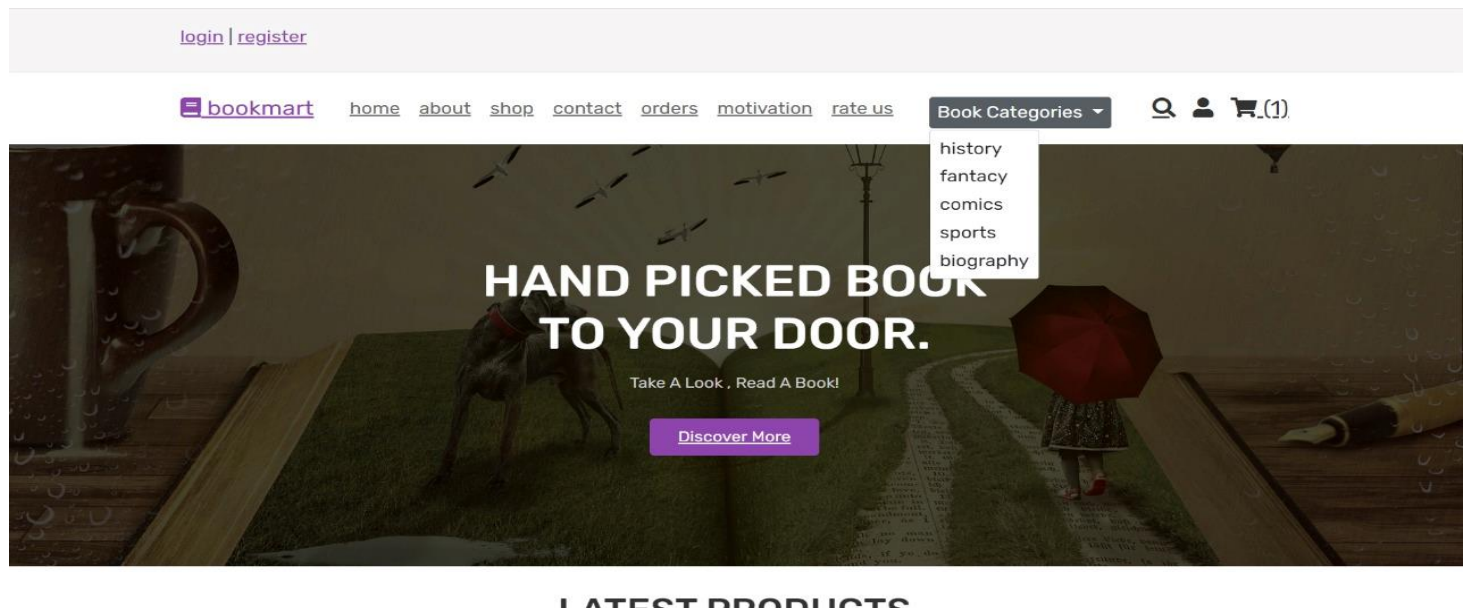 login | register
bookmart home about shop contact orders motivation rate us Book Categories (1)
history
fantacy
comics
sports
biography
HAND PICKED BOOK
TO YOUR DOOR.
Take A Look , Read A Book!
Discover More
LATEST PRODUCTS